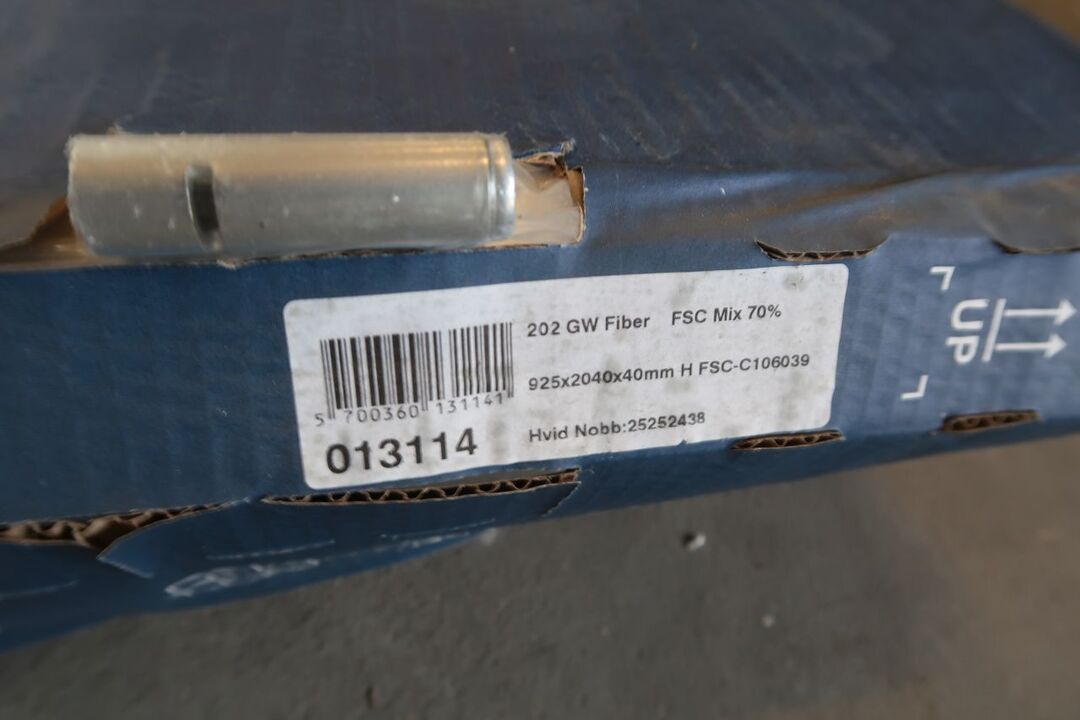 202 GW Fiber FSC Mix 70%
925x2040x40mm H FSC-C106039
Hvid Nobb:25252438
5 700360 131141
013114
UP